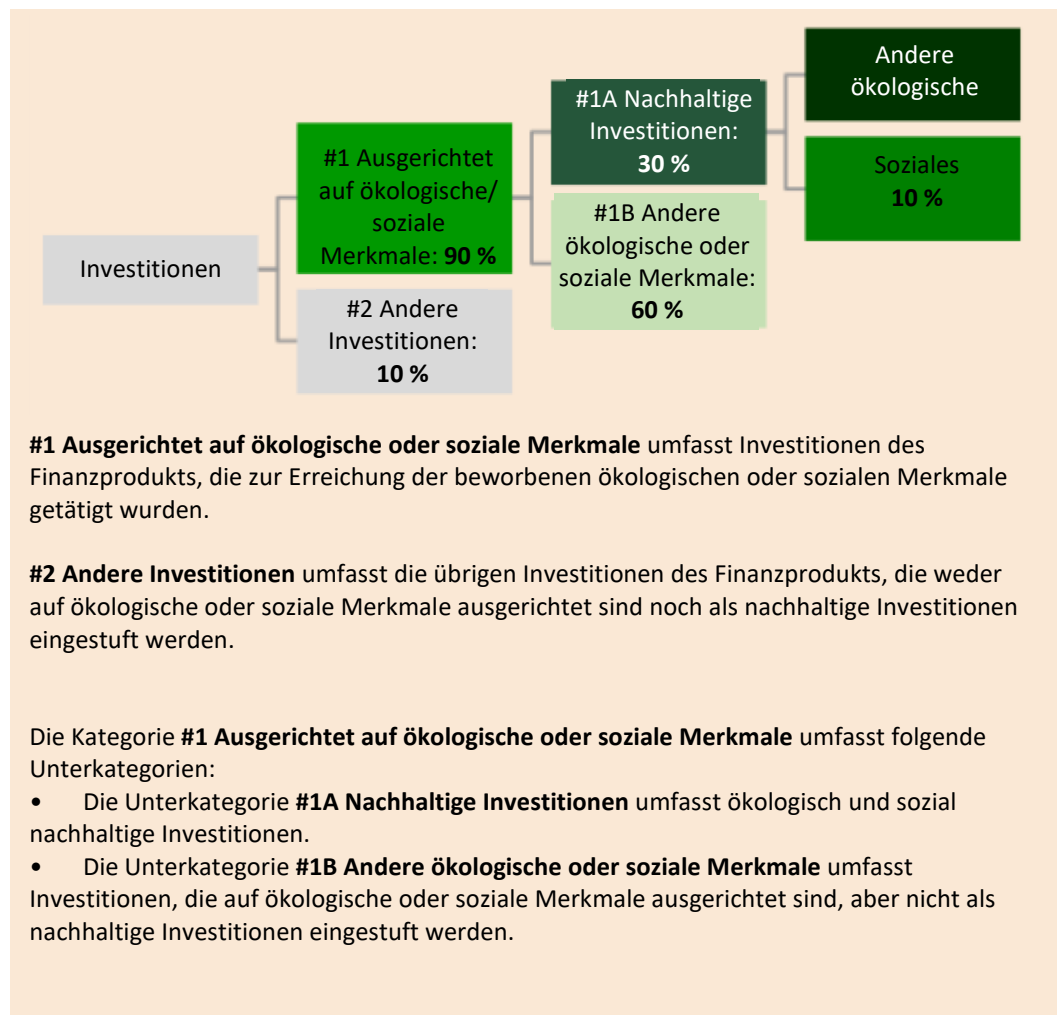 Andere
ökologische
#1A Nachhaltige
Investitionen:
30 %
#1 Ausgerichtet
auf ökologische/
soziale
Merkmale: 90 %
Soziales
10 %
#1B Andere
ökologische oder
soziale Merkmale:
60 %
Investitionen
#2 Andere
Investitionen:
10 %
#1 Ausgerichtet auf ökologische oder soziale Merkmale umfasst Investitionen des
Finanzprodukts, die zur Erreichung der beworbenen ökologischen oder sozialen Merkmale
getätigt wurden.
#2 Andere Investitionen umfasst die übrigen Investitionen des Finanzprodukts, die weder
auf ökologische oder soziale Merkmale ausgerichtet sind noch als nachhaltige Investitionen
eingestuft werden.
Die Kategorie #1 Ausgerichtet auf ökologische oder soziale Merkmale umfasst folgende
Unterkategorien:
• Die Unterkategorie #1A Nachhaltige Investitionen umfasst ökologisch und sozial
nachhaltige Investitionen.
• Die Unterkategorie #1B Andere ökologische oder soziale Merkmale umfasst
Investitionen, die auf ökologische oder soziale Merkmale ausgerichtet sind, aber nicht als
nachhaltige Investitionen eingestuft werden.